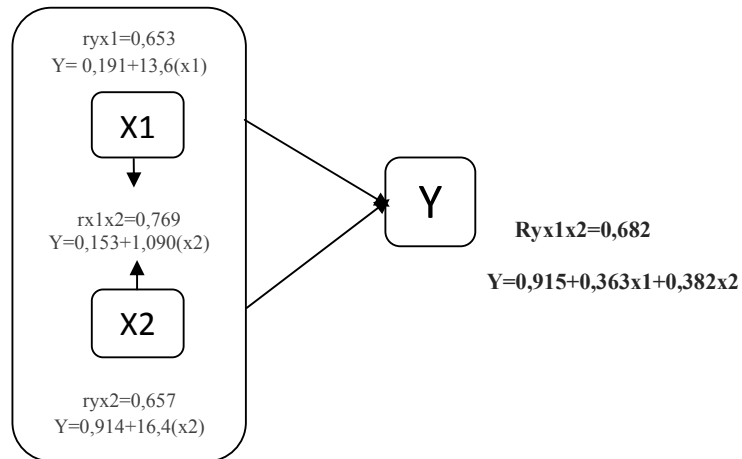 ryx1=0,653
Y= 0,191+13,6(x1)
X1
rx1x2=0,769
Y=0,153+1,090(x2)
X2
ryx2=0,657
Y=0,914+16,4(x2)
Y
Ryx1x2=0,682
Y=0,915+0,363x1+0,382x2